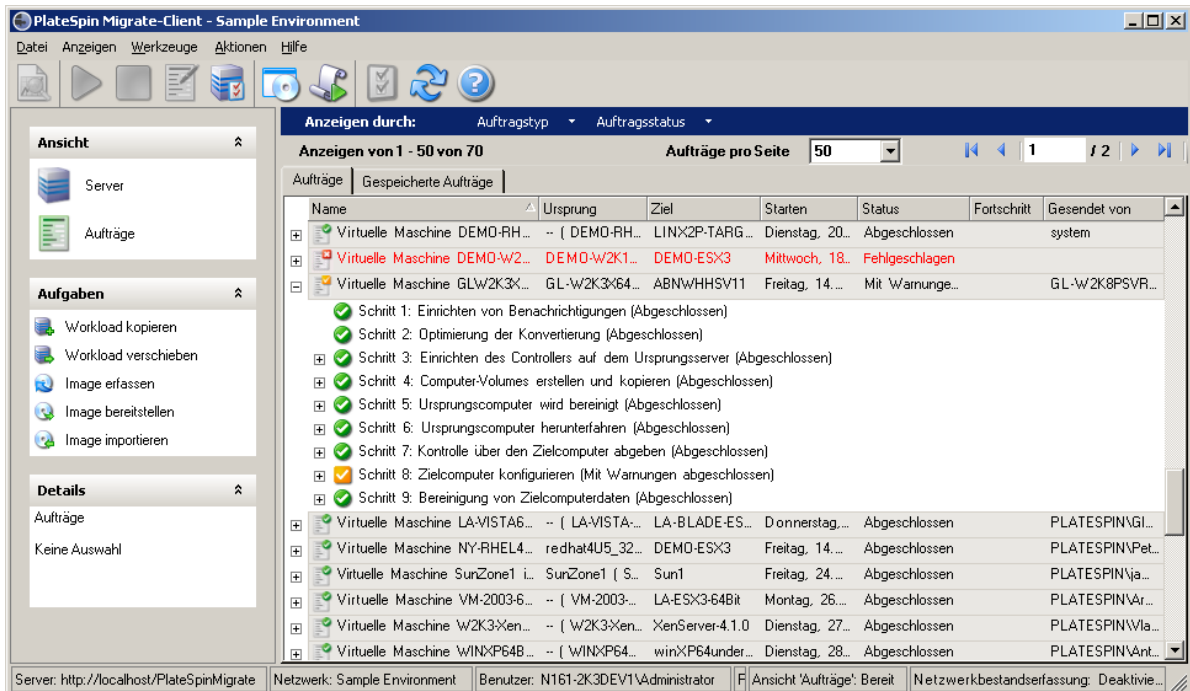 PlateSpin Migrate-Client - Sample Environment
Datei Anzeigen Werkzeuge Aktionen Hilfe
Anzeigen durch: Auftragstyp Auftragsstatus
Anzeigen von 1 - 50 von 70 Aufträge pro Seite 50 1 / 2
Aufträge Gespeicherte Aufträge
Name Ursprung Ziel Starten Status Fortschritt Gesendet von
Virtuelle Maschine DEMO-RH... -- ( DEMO-RH... LINX2P-TARG... Dienstag, 20... Abgeschlossen system
Virtuelle Maschine DEMO-W2... DEMO-W2K1... DEMO-ESX3 Mittwoch, 18... Fehlgeschlagen
Virtuelle Maschine GLW2K3X... GL-W2K3X64... ABNWHHSV11 Freitag, 14.... Mit Warnunge... GL-W2K8PSVR...
Schritt 1: Einrichten von Benachrichtigungen (Abgeschlossen)
Schritt 2: Optimierung der Konvertierung (Abgeschlossen)
Schritt 3: Einrichten des Controllers auf dem Ursprungsserver (Abgeschlossen)
Schritt 4: Computer-Volumes erstellen und kopieren (Abgeschlossen)
Schritt 5: Ursprungscomputer wird bereinigt (Abgeschlossen)
Schritt 6: Ursprungscomputer herunterfahren (Abgeschlossen)
Schritt 7: Kontrolle über den Zielcomputer abgeben (Abgeschlossen)
Schritt 8: Zielcomputer konfigurieren (Mit Warnungen abgeschlossen)
Schritt 9: Bereinigung von Zielcomputerdaten (Abgeschlossen)
Virtuelle Maschine LA-VISTA6... -- ( LA-VISTA-... LA-BLADE-ES... Donnerstag,... Abgeschlossen PLATESPIN\Gl...
Virtuelle Maschine NY-RHEL4... redhat4U5_32... DEMO-ESX3 Freitag, 14.... Abgeschlossen PLATESPIN\Pet...
Virtuelle Maschine SunZone1 i... SunZone1 ( S... Sun1 Freitag, 24.... Abgeschlossen PLATESPIN\ja...
Virtuelle Maschine VM-2003-6... -- ( VM-2003-... LA-ESX3-64Bit Montag, 26.... Abgeschlossen PLATESPIN\Ar...
Virtuelle Maschine W2K3-Xen... -- ( W2K3-Xen... XenServer-4.1.0 Dienstag, 27... Abgeschlossen PLATESPIN\Vla...
Virtuelle Maschine WINXP64B... -- ( WINXP64... winXP64under... Dienstag, 28... Abgeschlossen PLATESPIN\Ant...
Ansicht
Server
Aufträge
Aufgaben
Workload kopieren
Workload verschieben
Image erfassen
Image bereitstellen
Image importieren
Details
Aufträge
Keine Auswahl
Server: http://localhost/PlateSpinMigrate Netzwerk: Sample Environment Benutzer: N161-2K3DEV1\Administrator Ansicht 'Aufträge': Bereit Netzwerkbestandserfassung: Deaktivie...